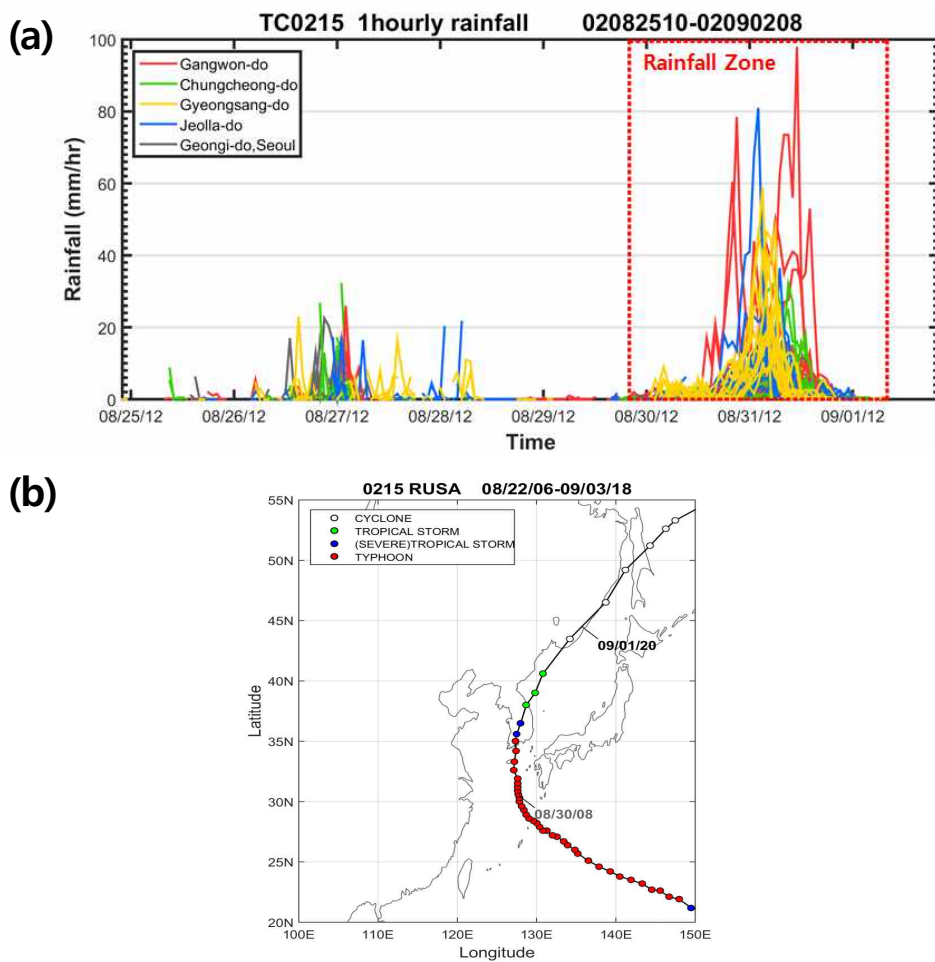 (a)
TC0215 1hourly rainfall 02082510-02090208
Rainfall (mm/hr)
100
80
60
40
20
0
Gangwon-do
Chungcheong-do
Gyeongsang-do
Jeolla-do
Geongi-do,Seoul
Rainfall Zone
08/25/12 08/26/12 08/27/12 08/28/12 08/29/12 08/30/12 08/31/12 09/01/12
Time
(b)
0215 RUSA 08/22/06-09/03/18
Latitude
55N
50N
45N
40N
35N
30N
25N
20N
CYCLONE
TROPICAL STORM
(SEVERE)TROPICAL STORM
TYPHOON
09/01/20
08/30/08
100E 110E 120E 130E 140E 150E
Longitude